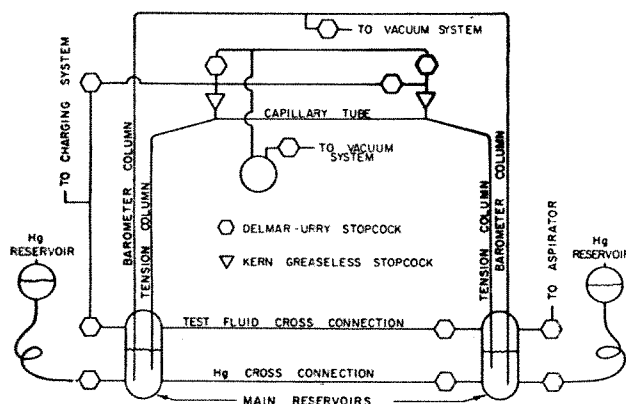 TO VACUUM SYSTEM
TO CHARGING SYSTEM
CAPILLARY TUBE
TO VACUUM
SYSTEM
BAROMETER COLUMN
TENSION COLUMN
TENSION COLUMN
BAROMETER COLUMN
DELMAR-URRY STOPCOCK
KERN GREASELESS STOPCOCK
Hg
RESERVOIR
TO ASPIRATOR
Hg
RESERVOIR
TEST FLUID CROSS CONNECTION
Hg CROSS CONNECTION
MAIN RESERVOIRS